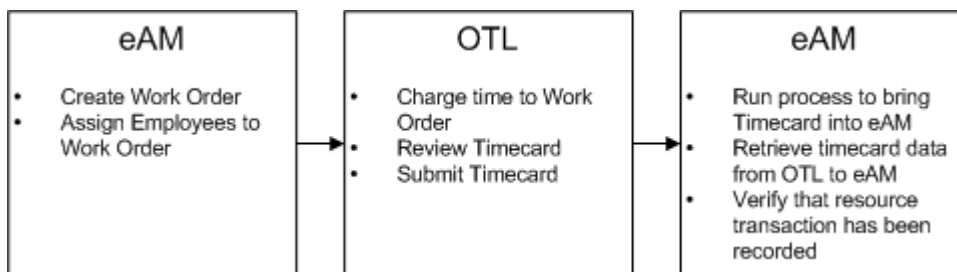 eAM
• Create Work Order
• Assign Employees to
Work Order
OTL
• Charge time to Work
Order
• Review Timecard
• Submit Timecard
eAM
• Run process to bring
Timecard into eAM
• Retrieve timecard data
from OTL to eAM
• Verify that resource
transaction has been
recorded